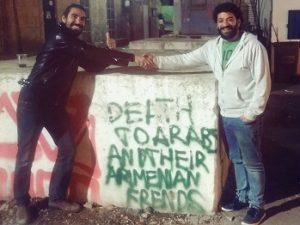 DEATH
TO ARABS
AND THEIR
ARMENIAN
FRENDS